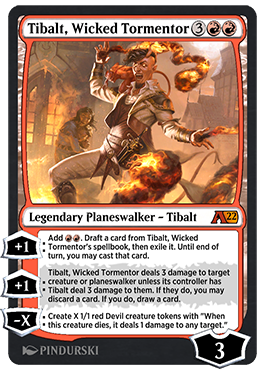 Tibalt, Wicked Tormentor 3
Legendary Planeswalker – Tibalt A22
+1 Add. Draft a card from Tibalt, Wicked
Tormentor's spellbook, then exile it. Until end of
turn, you may cast that card.
+1 Tibalt, Wicked Tormentor deals 3 damage to target
creature or planeswalker unless its controller has
Tibalt deal 3 damage to them. If they do, you may
discard a card. If you do, draw a card.
-X Create X 1/1 red Devil creature tokens with "When
this creature dies, it deals 1 damage to any target."
PINDURSKI 3